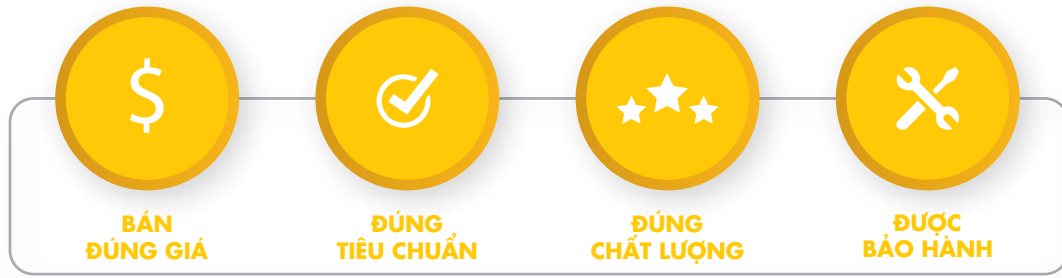 $
BÁN
ĐÚNG GIÁ
ĐÚNG
TIÊU CHUẨN
ĐÚNG
CHẤT LƯỢNG
ĐƯỢC
BẢO HÀNH